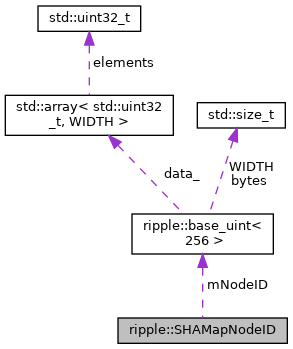 std::uint32_t
elements
std::array< std::uint32
_t, WIDTH >
std::size_t
data_
WIDTH
bytes
ripple::base_uint<
256 >
mNodeID
ripple::SHAMapNodeID